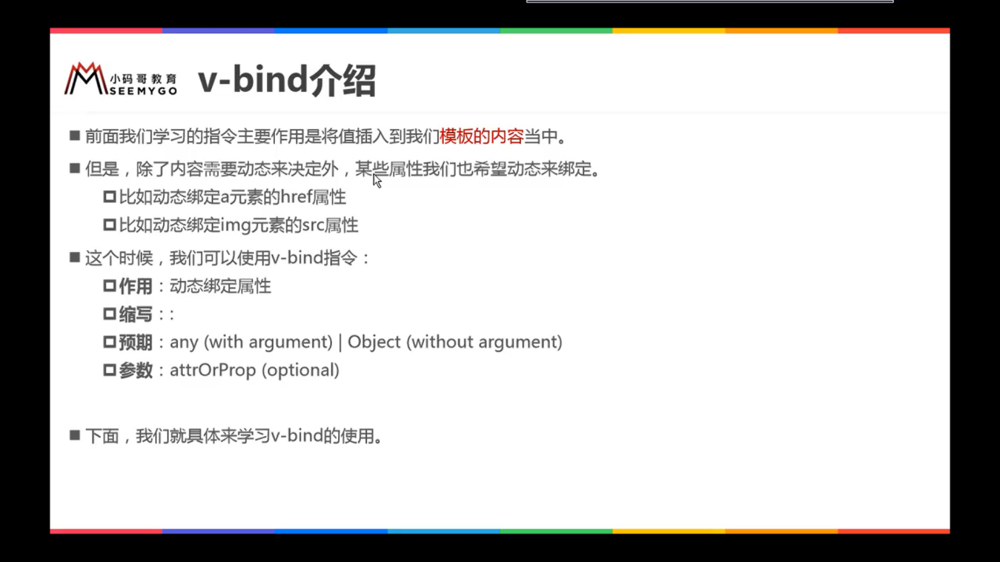 小码哥教育
SEEMYGO
v-bind介绍
前面我们学习的指令主要作用是将值插入到我们模板的内容当中。
但是，除了内容需要动态来决定外，某些属性我们也希望动态来绑定。
比如动态绑定a元素的href属性
比如动态绑定img元素的src属性
这个时候，我们可以使用v-bind指令：
作用：动态绑定属性
缩写：:
预期：any (with argument) | Object (without argument)
参数：attrOrProp (optional)
下面，我们就具体来学习v-bind的使用。